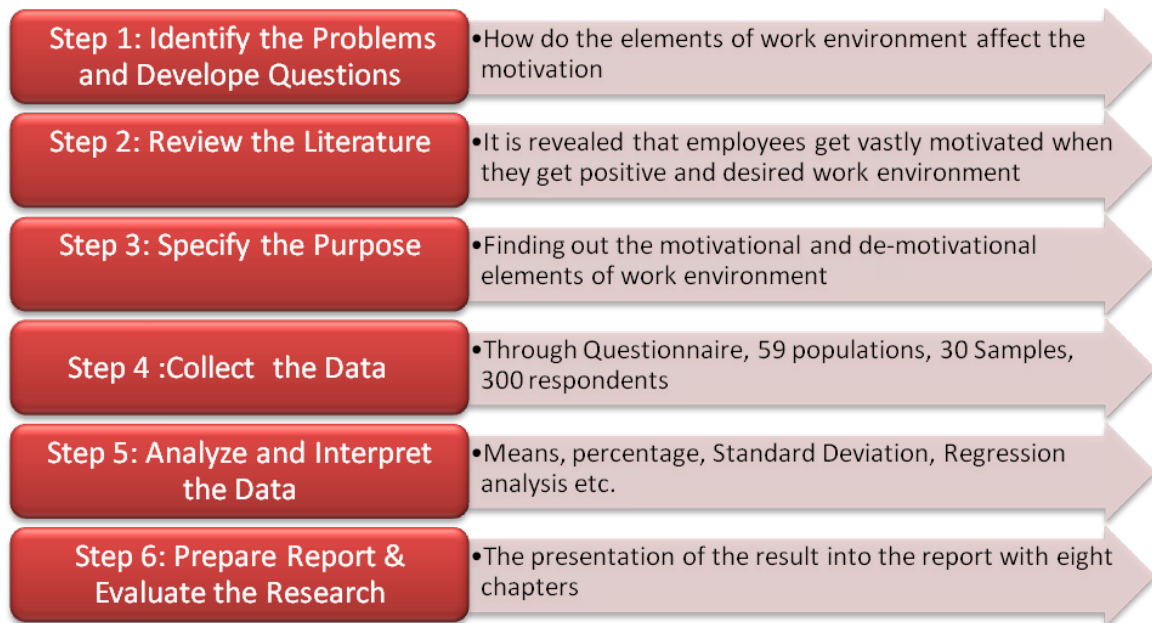 Step 1: Identify the Problems
and Develope Questions
•How do the elements of work environment affect the
motivation
Step 2: Review the Literature
•It is revealed that employees get vastly motivated when
they get positive and desired work environment
Step 3: Specify the Purpose
•Finding out the motivational and de-motivational
elements of work environment
Step 4 :Collect the Data
•Through Questionnaire, 59 populations, 30 Samples,
300 respondents
Step 5: Analyze and Interpret
the Data
•Means, percentage, Standard Deviation, Regression
analysis etc.
Step 6: Prepare Report &
Evaluate the Research
•The presentation of the result into the report with eight
chapters